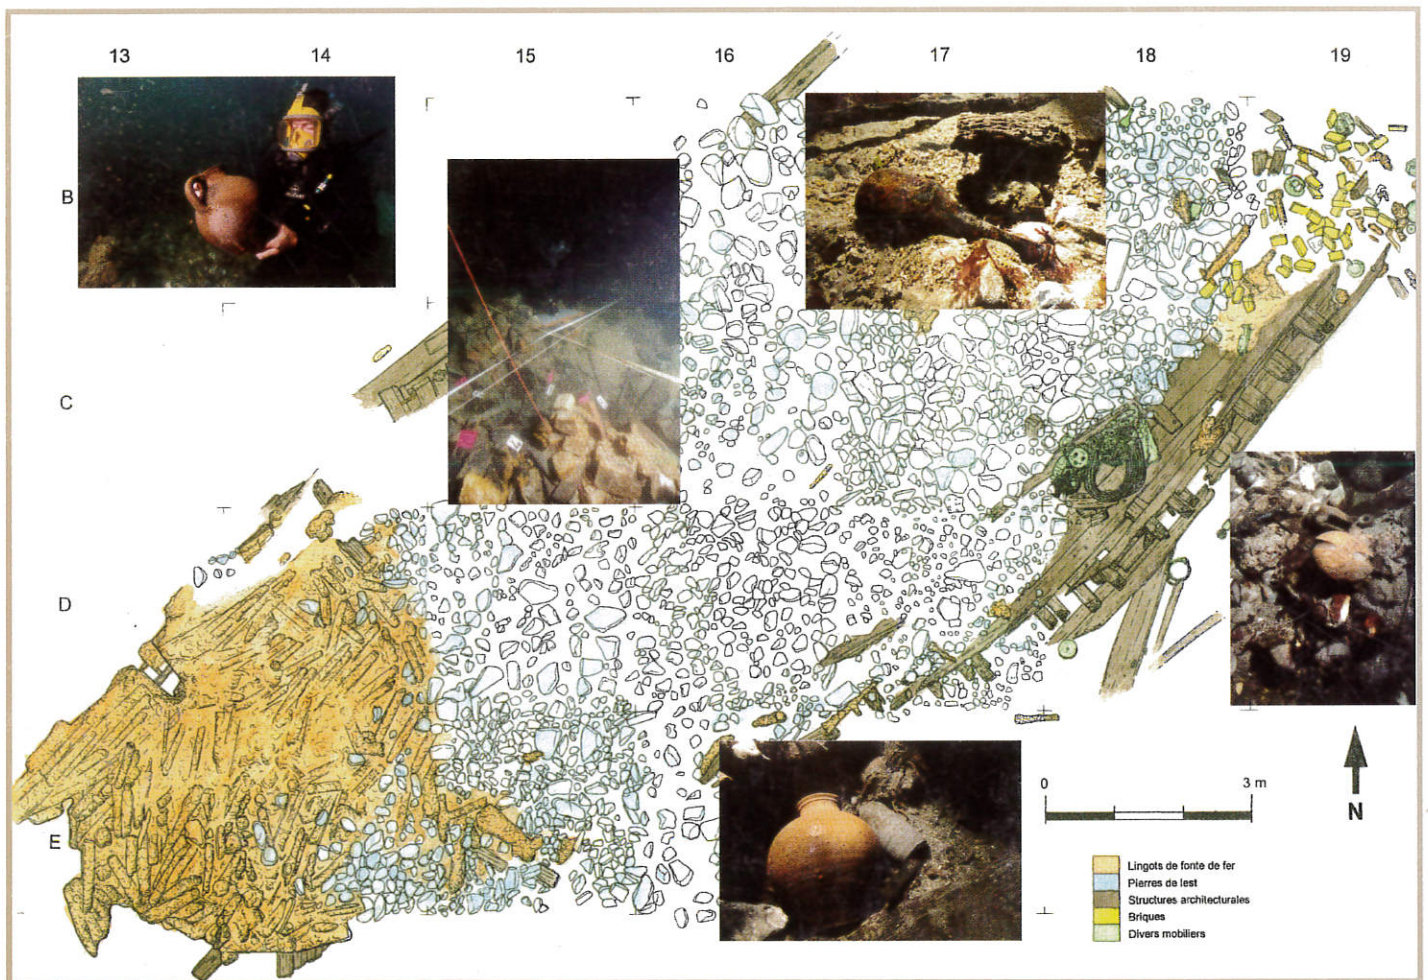 13 14 15 16 17 18 19
B
C
D
E
0 3 m
N
Lingots de fonte de fer
Pierres de lest
Structures architecturales
Briques
Divers mobiliers